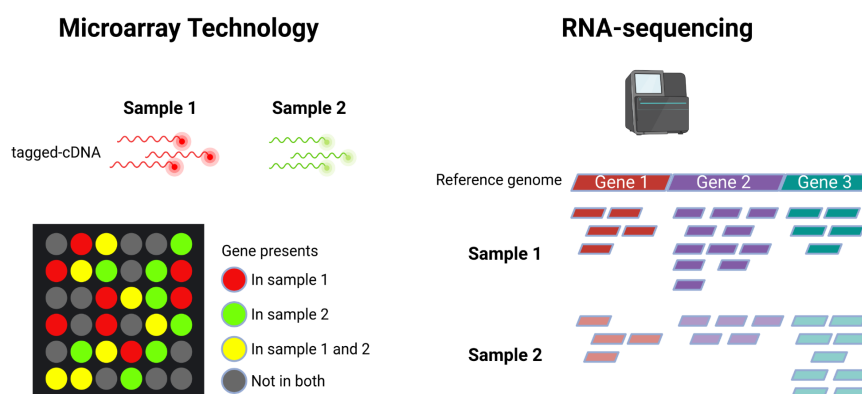 Microarray Technology
Sample 1
Sample 2
tagged-cDNA
Gene presents
In sample 1
In sample 2
In sample 1 and 2
Not in both
RNA-sequencing
Reference genome
Gene 1
Gene 2
Gene 3
Sample 1
Sample 2